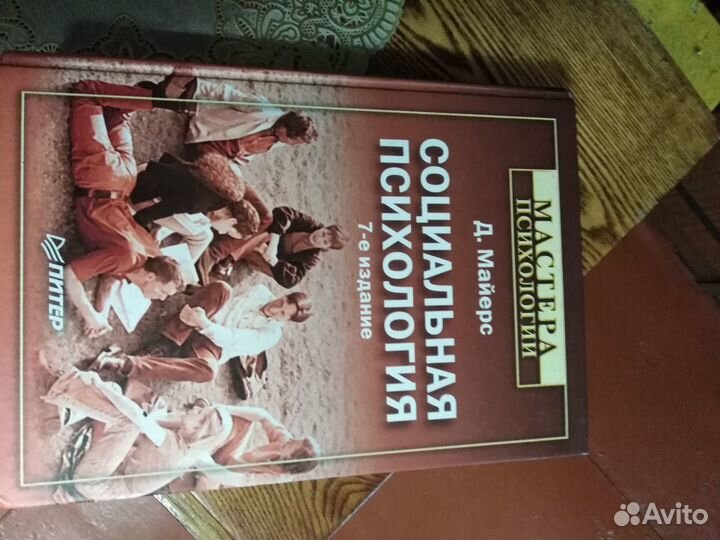 МАСТЕРА
ПСИХОЛОГИИ
Д. Майерс
СОЦИАЛЬНАЯ
ПСИХОЛОГИЯ
7-е издание
ПИТЕР
Avito